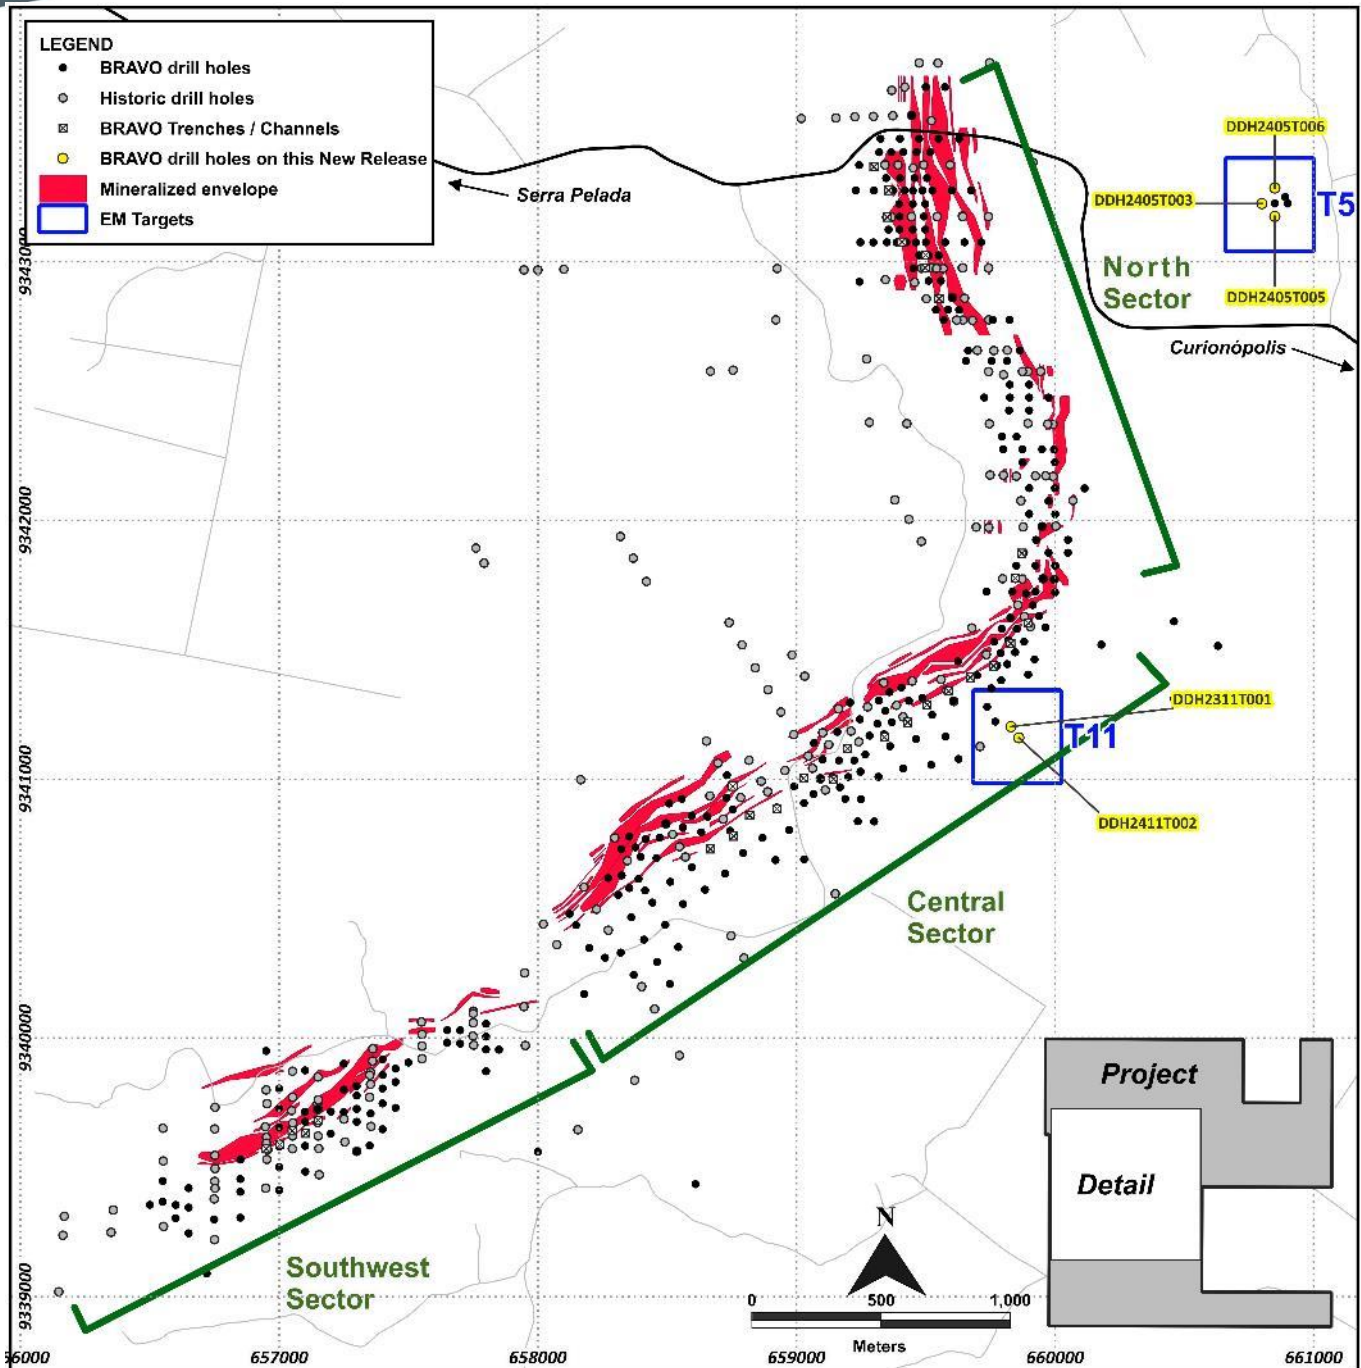 LEGEND
BRAVO drill holes
Historic drill holes
BRAVO Trenches / Channels
BRAVO drill holes on this New Release
Mineralized envelope
EM Targets
Serra Pelada
DDH2405T006
DDH2405T003
T5
DDH2405T005
North
Sector
Curionópolis
9343000
9342000
DDH2311T001
T11
DDH2411T002
9341000
Central
Sector
9340000
Project
Detail
N
Southwest
Sector
9339000
0 500 1,000
Meters
56000 657000 658000 659000 660000 661000